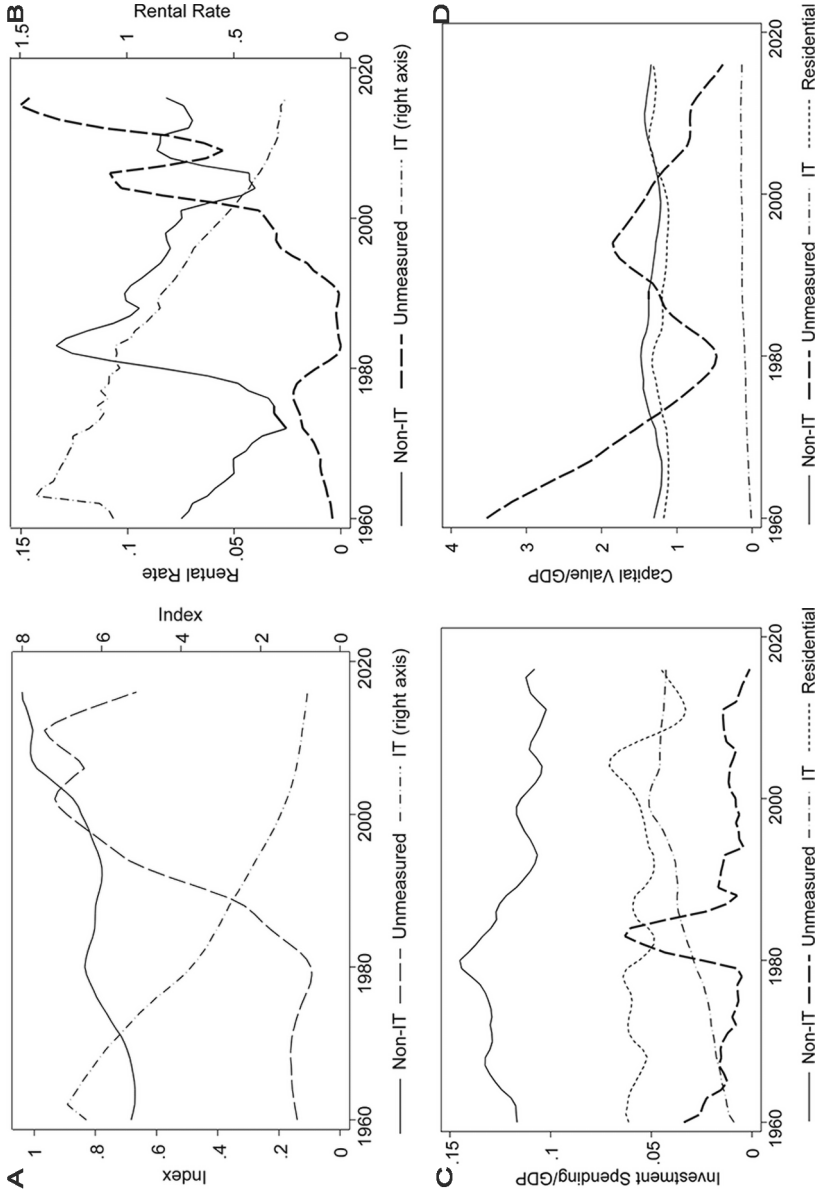 A
Index
Index
1
.8
.6
.4
.2
0
8
6
4
2
0
1960
1980
2000
2020
Non-IT
Unmeasured
IT (right axis)
B
Rental Rate
Rental Rate
.15
.1
.05
0
1.5
1
.5
0
1960
1980
2000
2020
Non-IT
Unmeasured
IT (right axis)
C
Investment Spending/GDP
.15
.1
.05
0
1960
1980
2000
2020
Non-IT
Unmeasured
IT
Residential
D
Capital Value/GDP
4
3
2
1
0
1960
1980
2000
2020
Non-IT
Unmeasured
IT
Residential